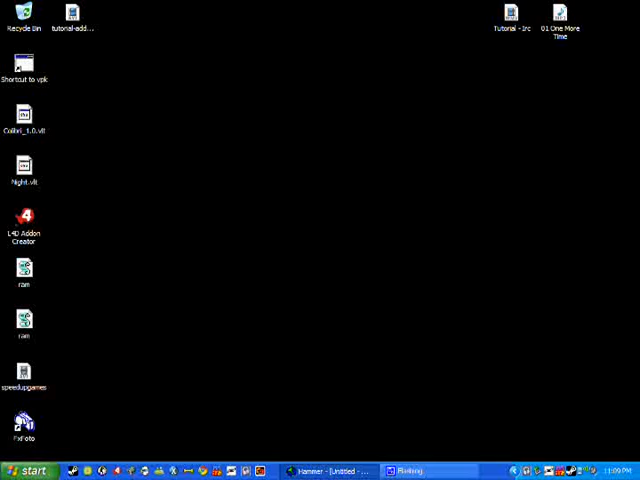 Recycle Bin
tutorial-add...
Tutorial - Irc
01 One More
Time
Shortcut to vpk
Colibri_1.0.vlt
Night.vlt
L4D Addon
Creator
ram
ram
speedupgames
FxFoto
start
Hammer - [Untitled - ...
11:09 PM